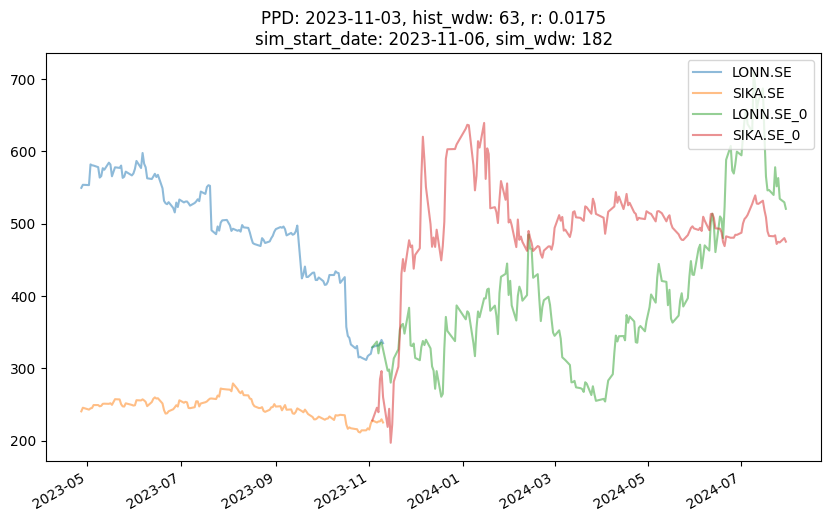 PPD: 2023-11-03, hist_wdw: 63, r: 0.0175
sim_start_date: 2023-11-06, sim_wdw: 182
LONN.SE
SIKA.SE
LONN.SE_0
SIKA.SE_0
700
600
500
400
300
200
2023-05
2023-07
2023-09
2023-11
2024-01
2024-03
2024-05
2024-07